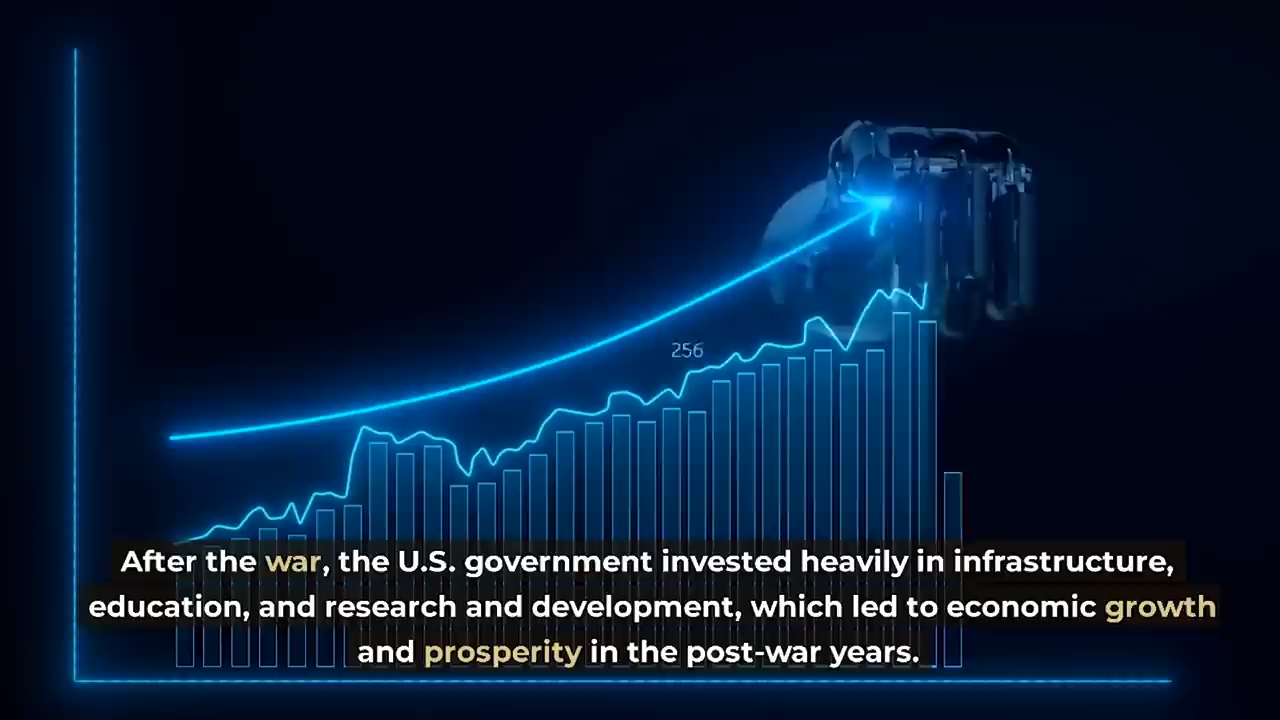 256
After the war, the U.S. government invested heavily in infrastructure,
education, and research and development, which led to economic growth
and prosperity in the post-war years.